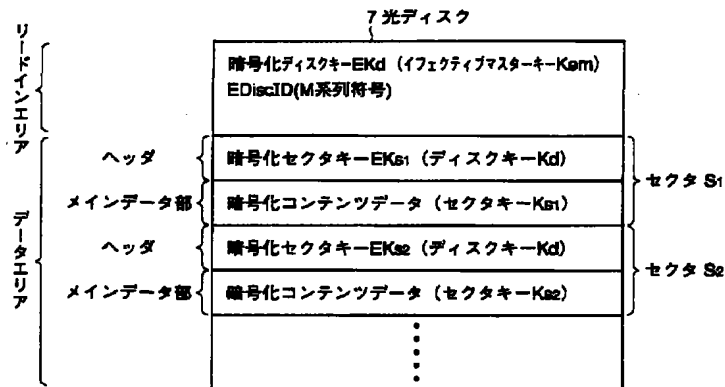 7 光ディスク
リードインエリア
暗号化ディスクキーEKd (イフェクティブマスターキーKem)
EDiscID(M系列符号)
データエリア
ヘッダ
暗号化セクタキーEKS1 (ディスクキーKd)
セクタ S1
メインデータ部
暗号化コンテンツデータ (セクタキーKS1)
ヘッダ
暗号化セクタキーEKS2 (ディスクキーKd)
セクタ S2
メインデータ部
暗号化コンテンツデータ (セクタキーKS2)